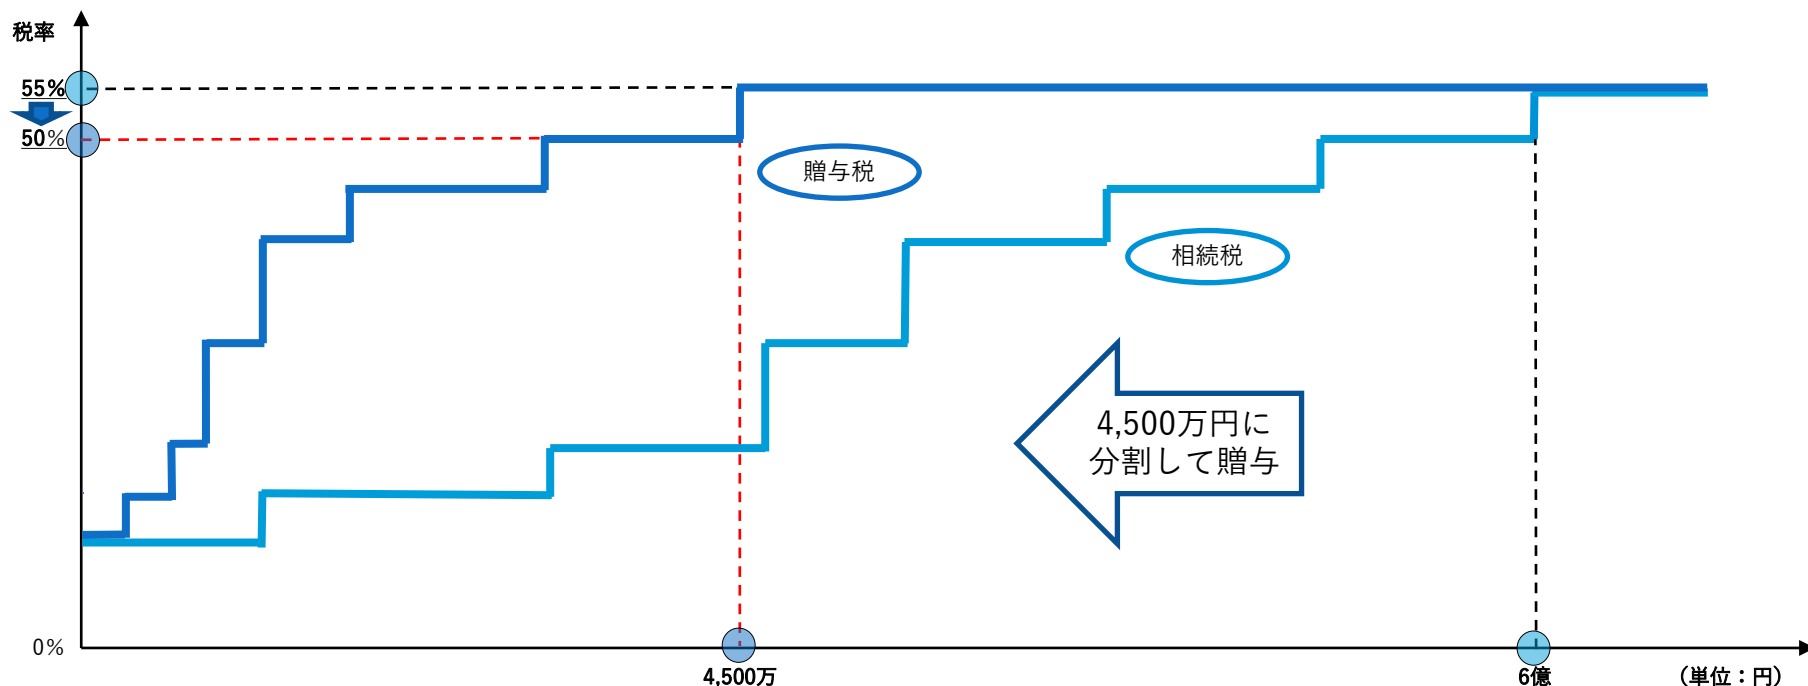 税率
55%
50%
贈与税
相続税
4,500万円に
分割して贈与
0%
4,500万
6億
（単位：円）